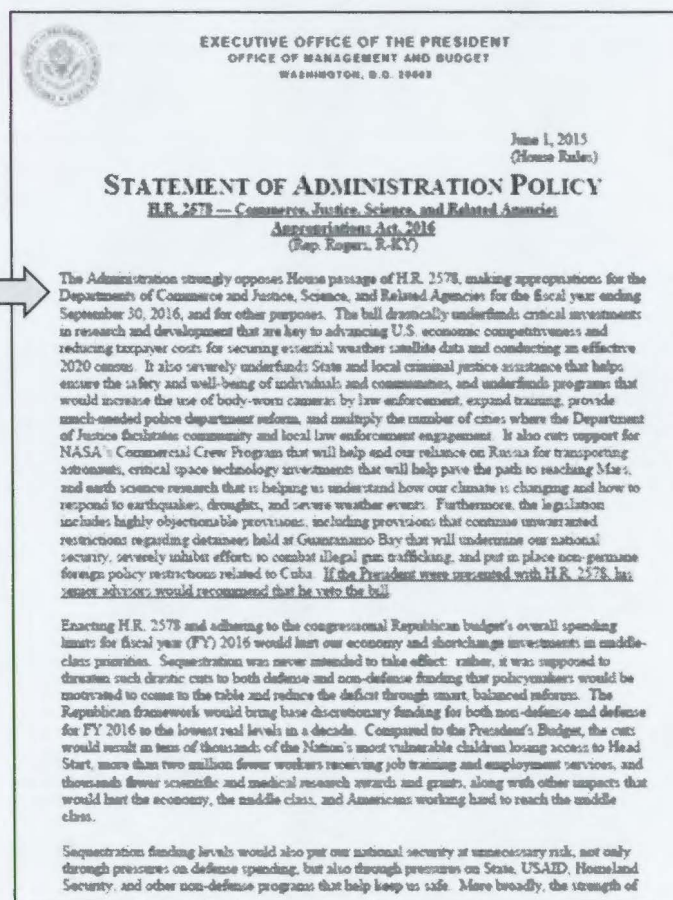 EXECUTIVE OFFICE OF THE PRESIDENT
OFFICE OF MANAGEMENT AND BUDGET
WASHINGTON, D.C. 20503
June 1, 2015
(House Rules)
STATEMENT OF ADMINISTRATION POLICY
H.R. 2578 — Commerce, Justice, Science, and Related Agencies
Appropriations Act, 2016
(Rep. Rogers, R-KY)
The Administration strongly opposes House passage of H.R. 2578, making appropriations for the
Departments of Commerce and Justice, Science, and Related Agencies for the fiscal year ending
September 30, 2016, and for other purposes. The bill drastically underfunds critical investments
in research and development that are key to advancing U.S. economic competitiveness and
reducing taxpayer costs for securing essential weather satellite data and conducting an effective
2020 census. It also severely underfunds State and local criminal justice assistance that helps
ensure the safety and well-being of individuals and communities, and underfunds programs that
would increase the use of body-worn cameras by law enforcement, expand training, provide
much-needed police department reform, and multiply the number of cities where the Department
of Justice facilitates community and local law enforcement engagement. It also cuts support for
NASA's Commercial Crew Program that will help end our reliance on Russia for transporting
astronauts, critical space technology investments that will help pave the path to reaching Mars,
and earth science research that is helping us understand how our climate is changing and how to
respond to earthquakes, droughts, and severe weather events. Furthermore, the legislation
includes highly objectionable provisions, including provisions that continue unwarranted
restrictions regarding detainees held at Guantanamo Bay that will undermine our national
security, severely inhibit efforts to combat illegal gun trafficking, and put in place non-germane
foreign policy restrictions related to Cuba. If the President were presented with H.R. 2578, his
senior advisors would recommend that he veto the bill.
Enacting H.R. 2578 and adhering to the congressional Republican budget's overall spending
limits for fiscal year (FY) 2016 would hurt our economy and shortchange investments in middle-
class priorities. Sequestration was never intended to take effect: rather, it was supposed to
threaten such drastic cuts to both defense and non-defense funding that policymakers would be
motivated to come to the table and reduce the deficit through smart, balanced reforms. The
Republican framework would bring base discretionary funding for both non-defense and defense
for FY 2016 to the lowest real levels in a decade. Compared to the President's Budget, the cuts
would result in tens of thousands of the Nation's most vulnerable children losing access to Head
Start, more than two million fewer workers receiving job training and employment services, and
thousands fewer scientific and medical research awards and grants, along with other impacts that
would hurt the economy, the middle class, and Americans working hard to reach the middle
class.
Sequestration funding levels would also put our national security at unnecessary risk, not only
through pressures on defense spending, but also through pressures on State, USAID, Homeland
Security, and other non-defense programs that help keep us safe. More broadly, the strength of